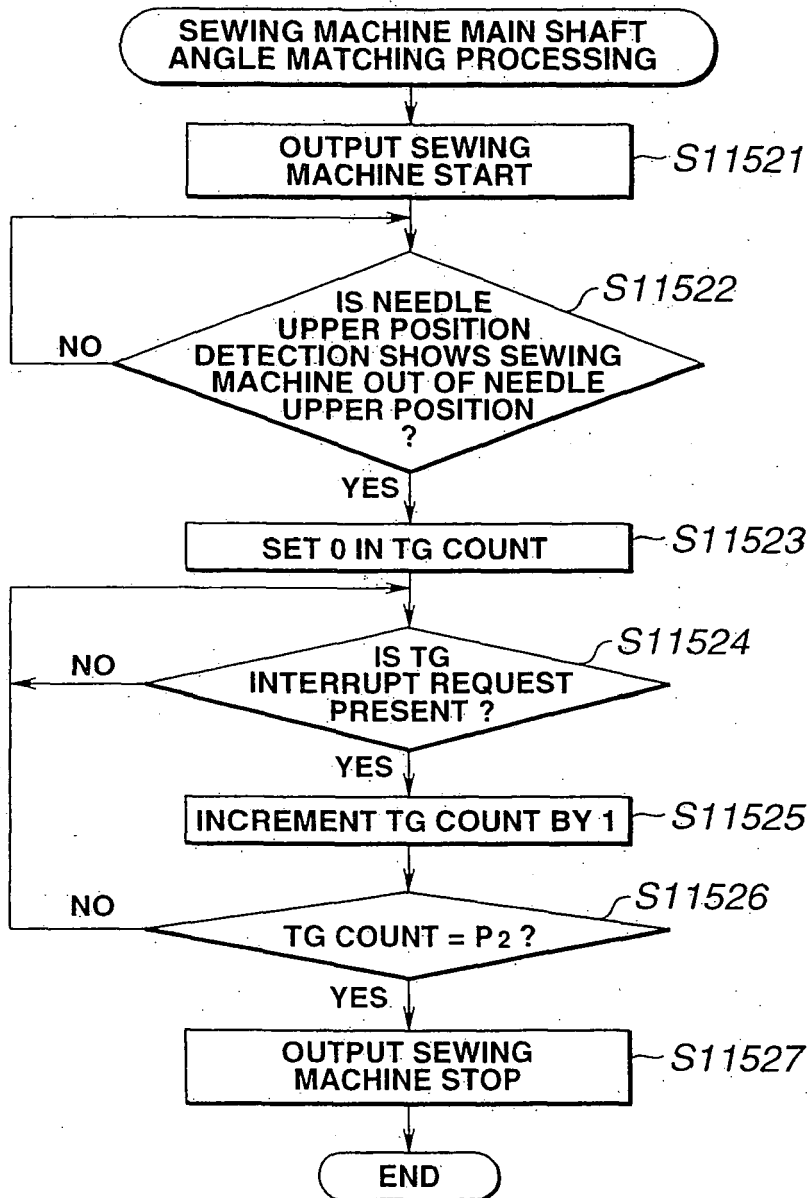 SEWING MACHINE MAIN SHAFT
ANGLE MATCHING PROCESSING
OUTPUT SEWING
MACHINE START
S11521
S11522
IS NEEDLE
UPPER POSITION
DETECTION SHOWS SEWING
MACHINE OUT OF NEEDLE
UPPER POSITION
?
NO
YES
SET 0 IN TG COUNT
S11523
S11524
IS TG
INTERRUPT REQUEST
PRESENT ?
NO
YES
INCREMENT TG COUNT BY 1
S11525
S11526
TG COUNT = P2 ?
NO
YES
OUTPUT SEWING
MACHINE STOP
S11527
END